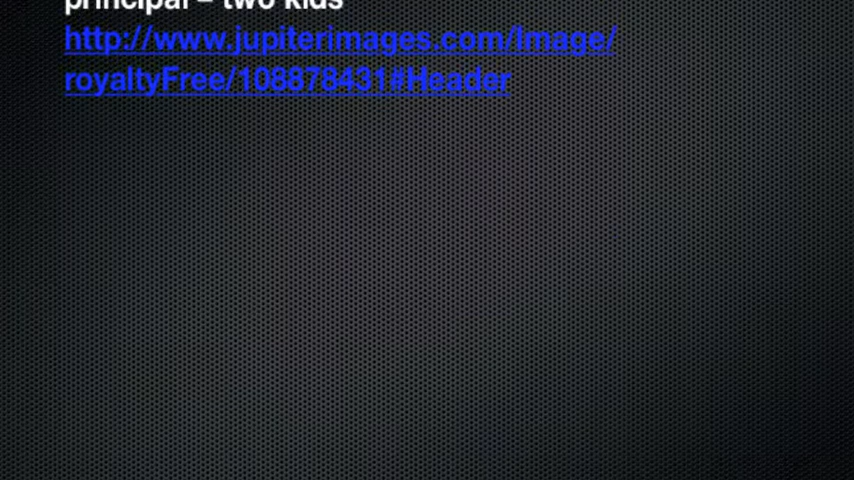 principal – two kids
http://www.jupiterimages.com/Image/
royaltyFree/108878431#Header